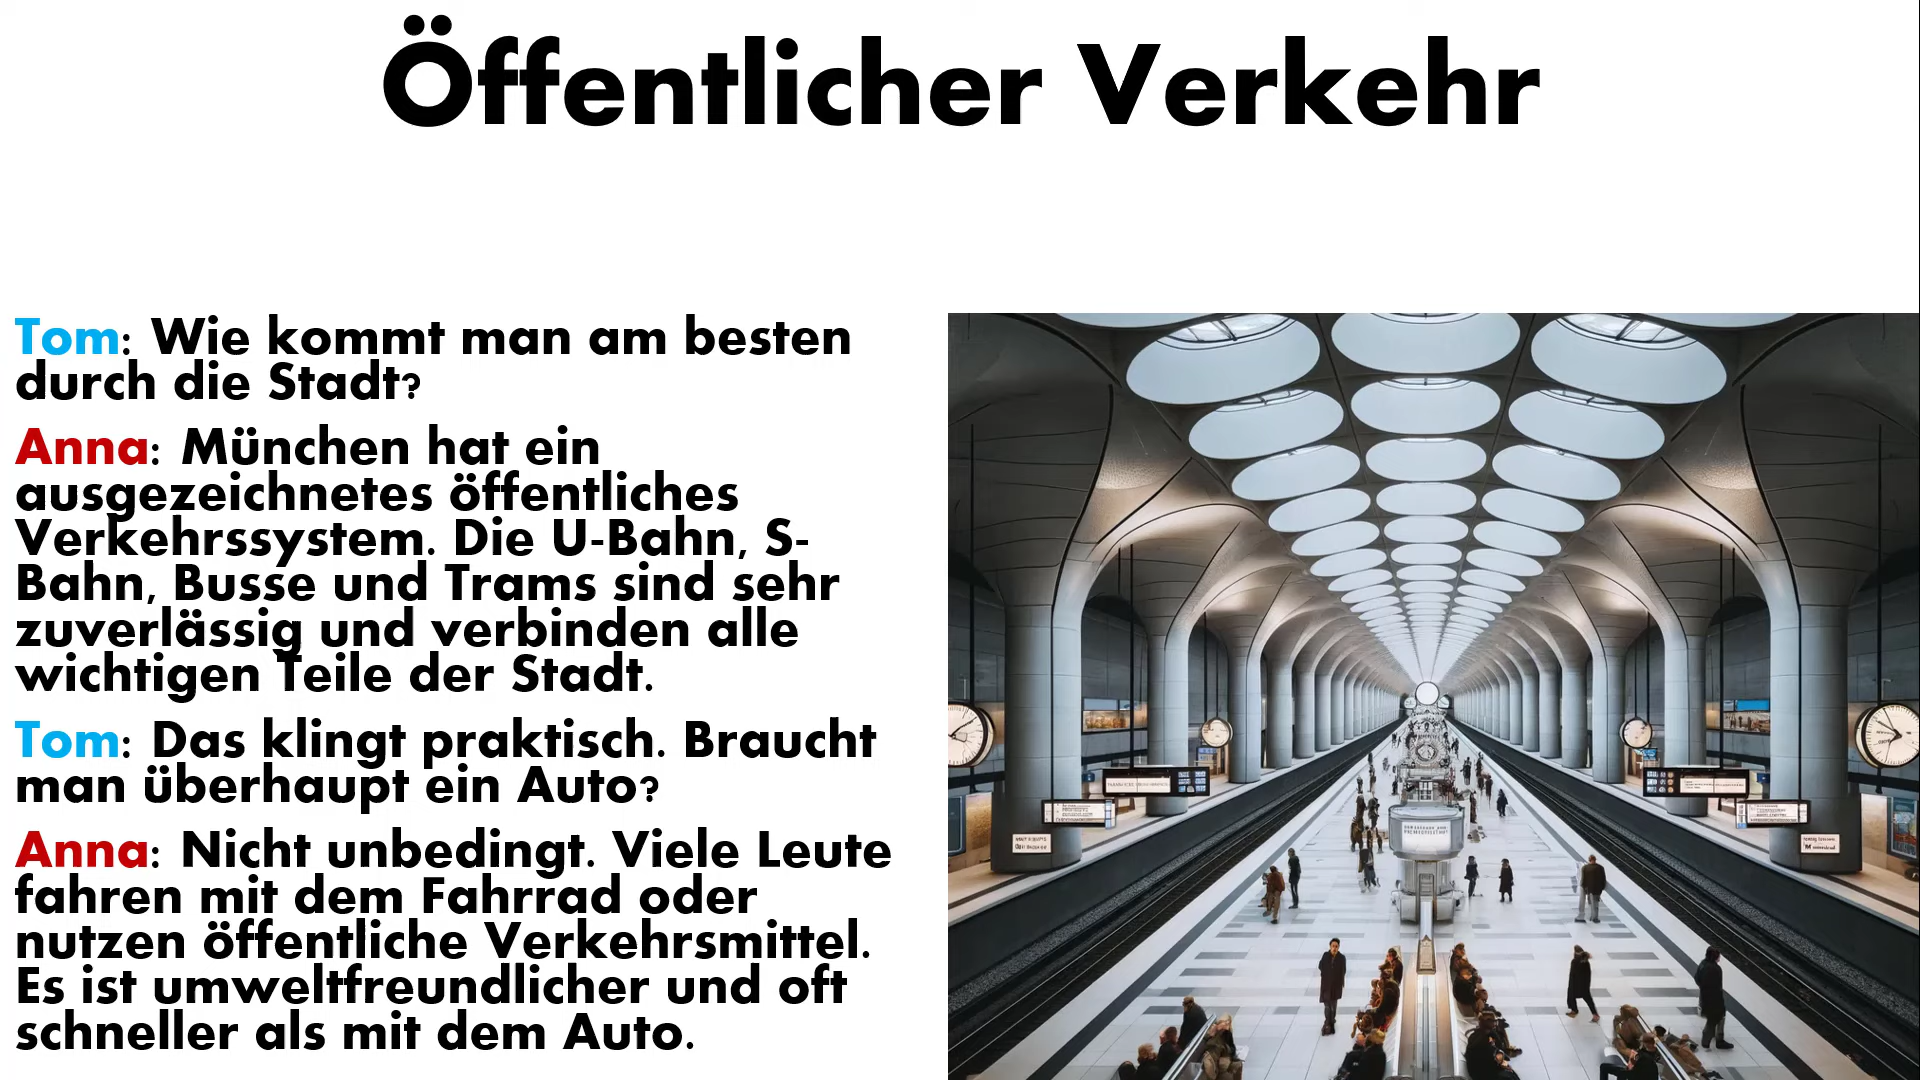 Öffentlicher Verkehr
Tom: Wie kommt man am besten
durch die Stadt?
Anna: München hat ein
ausgezeichnetes öffentliches
Verkehrssystem. Die U-Bahn, S-
Bahn, Busse und Trams sind sehr
zuverlässig und verbinden alle
wichtigen Teile der Stadt.
Tom: Das klingt praktisch. Braucht
man überhaupt ein Auto?
Anna: Nicht unbedingt. Viele Leute
fahren mit dem Fahrrad oder
nutzen öffentliche Verkehrsmittel.
Es ist umweltfreundlicher und oft
schneller als mit dem Auto.